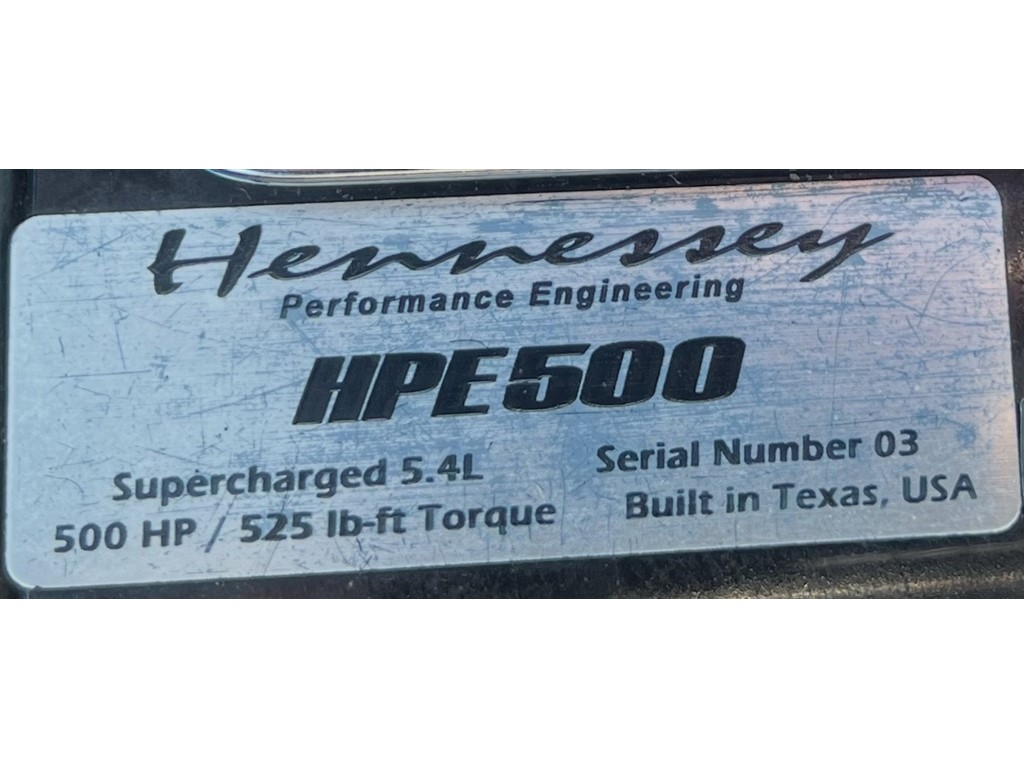 Hennessey
Performance Engineering
HPE500
Supercharged 5.4L
500 HP / 525 lb-ft Torque
Serial Number 03
Built in Texas, USA